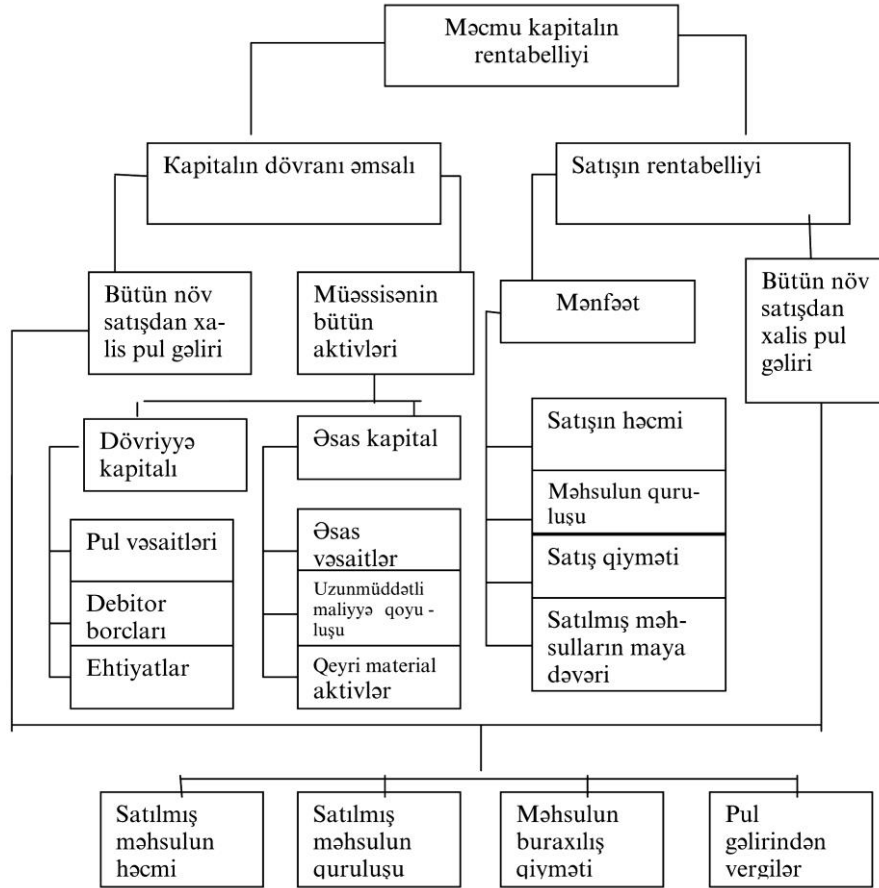 Məcmu kapitalın
rentabelliyi
Kapitalın dövranı əmsalı
Satışın rentabelliyi
Bütün növ
satışdan xa-
lis pul gəliri
Müəssisənin
bütün
aktivləri
Mənfəət
Bütün növ
satışdan
xalis pul
gəliri
Dövriyyə
kapitalı
Əsas kapital
Satışın həcmi
Məhsulun quru-
luşu
Satış qiyməti
Satılmış məh-
sulların maya
dəvəri
Pul vəsaitləri
Debitor
borcları
Ehtiyatlar
Əsas
vəsaitlər
Uzunmüddətli
maliyyə qoyu -
luşu
Qeyri material
aktivlər
Satılmış
məhsulun
həcmi
Satılmış
məhsulun
quruluşu
Məhsulun
buraxılış
qiyməti
Pul
gəlirindən
vergilər